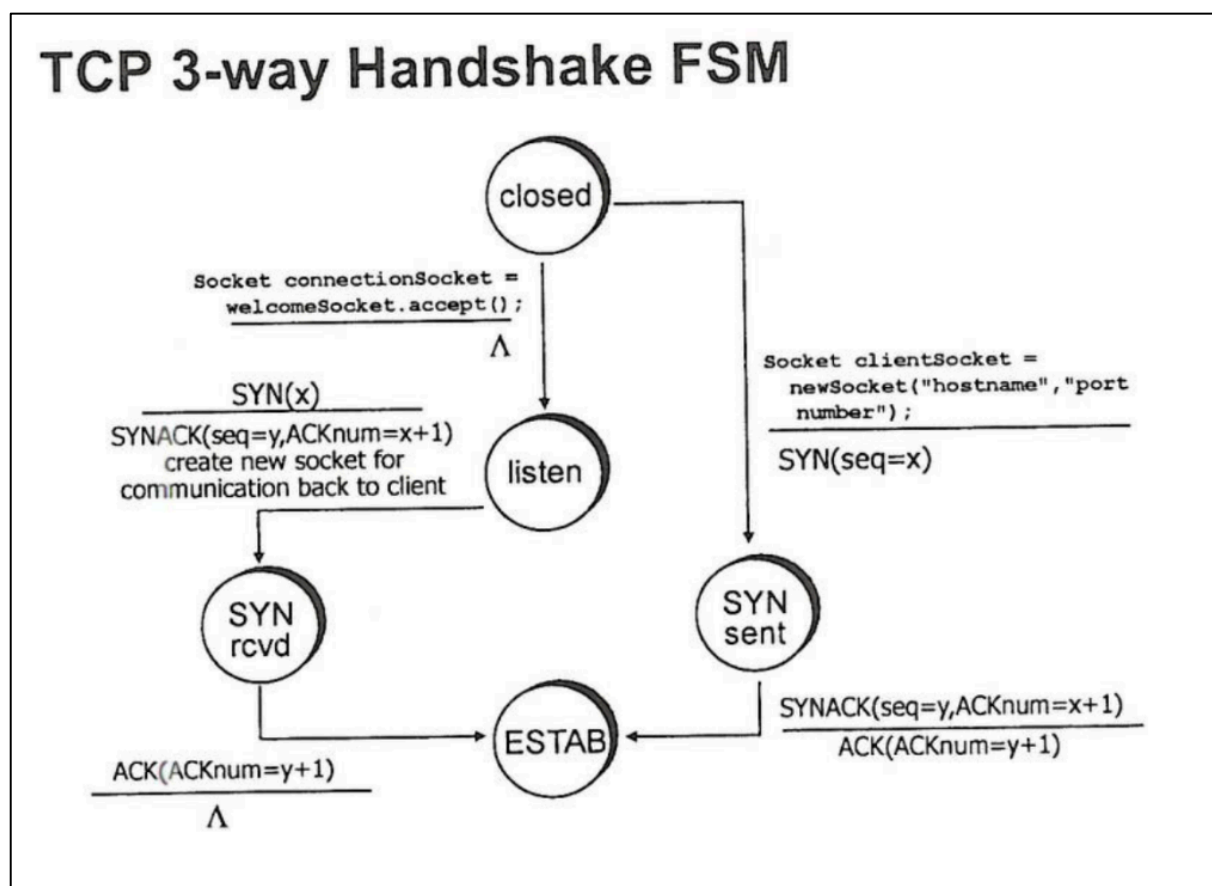 TCP 3-way Handshake FSM
closed
Socket connectionSocket =
welcomeSocket.accept();
Λ
Socket clientSocket =
newSocket("hostname","port
number");
SYN(seq=x)
SYN(x)
SYNACK(seq=y,ACKnum=x+1)
create new socket for
communication back to client
listen
SYN
rcvd
SYN
sent
ESTAB
SYNACK(seq=y,ACKnum=x+1)
ACK(ACKnum=y+1)
ACK(ACKnum=y+1)
Λ